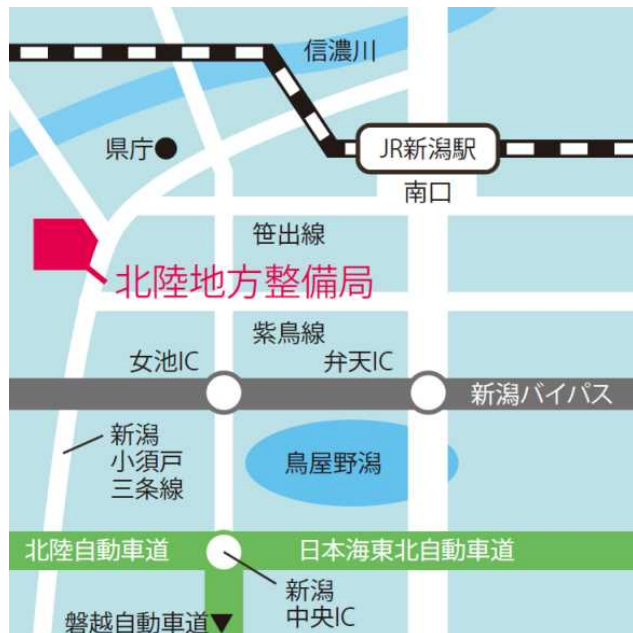 信濃川
県庁
JR新潟駅
南口
笹出線
北陸地方整備局
紫鳥線
女池IC
弁天IC
新潟バイパス
新潟
小須戸
三条線
鳥屋野潟
北陸自動車道
日本海東北自動車道
新潟
中央IC
磐越自動車道▼